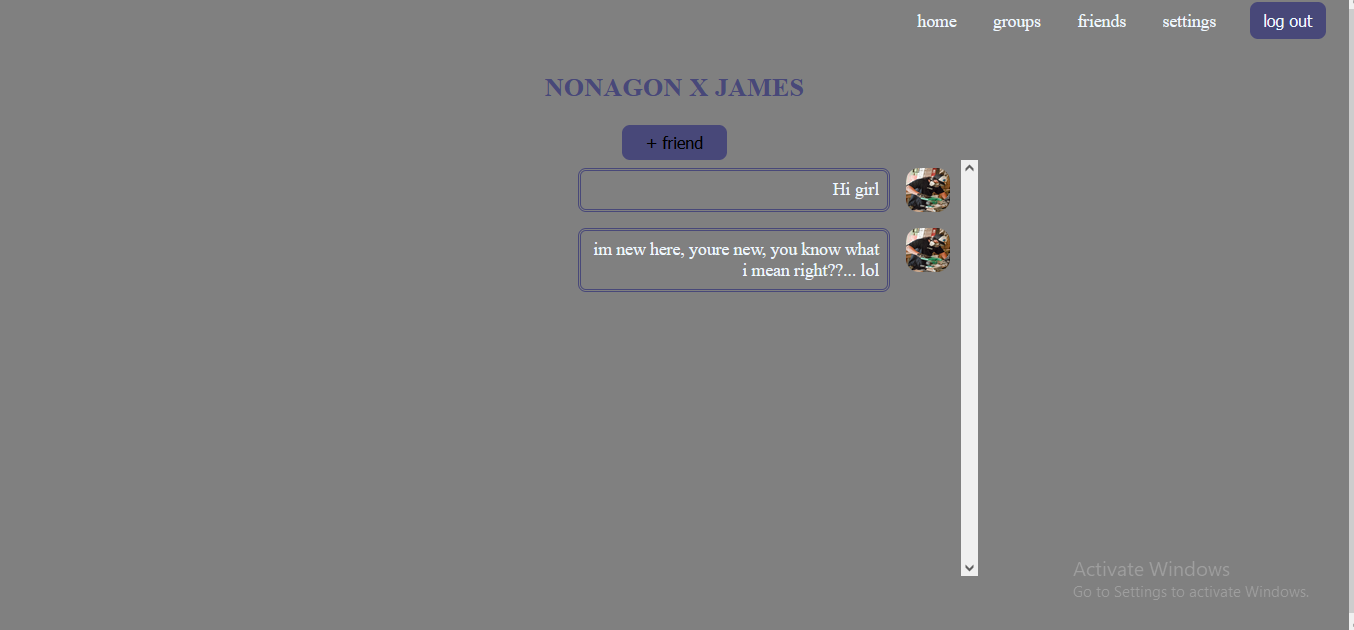 home groups friends settings log out
NONAGON X JAMES
+ friend
Hi girl
im new here, youre new, you know what
i mean right??... lol
Activate Windows
Go to Settings to activate Windows.